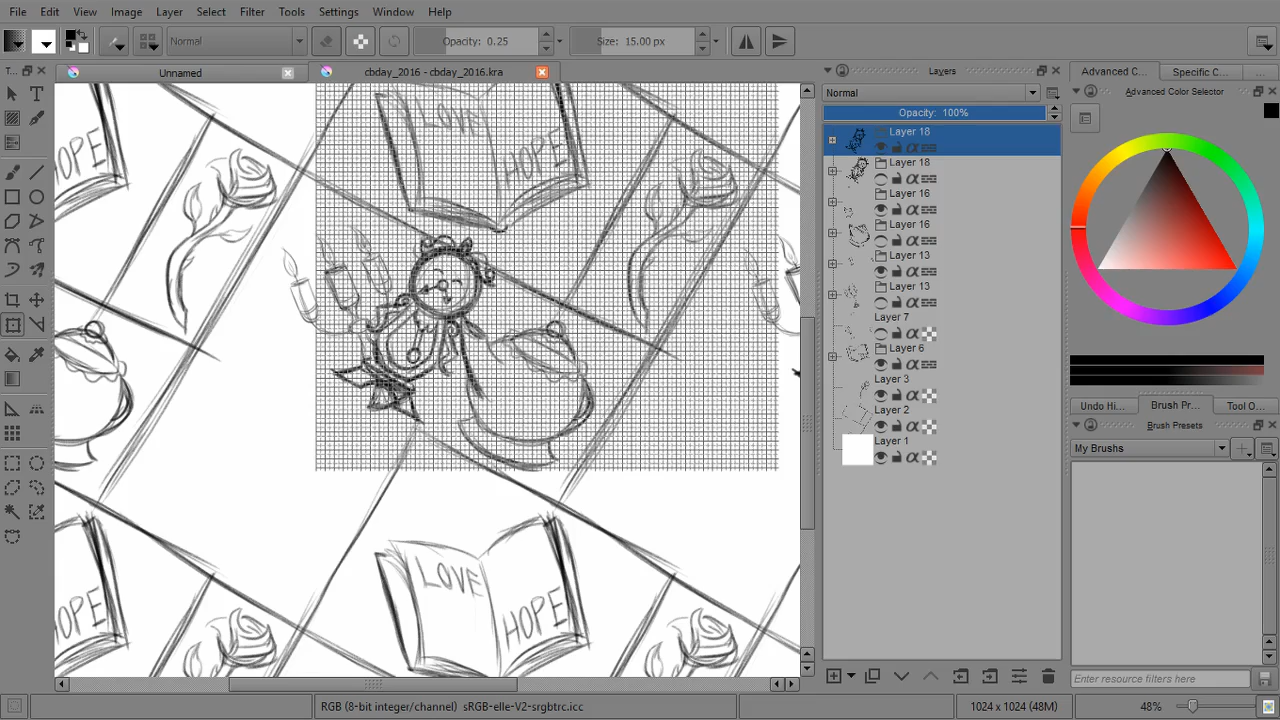 File Edit View Image Layer Select Filter Tools Settings Window Help
Normal Opacity: 0.25 Size: 15.00 px
T... Unnamed cbday_2016 - cbday_2016.kra Layers Advanced C... Specific C... ...
Advanced Color Selector
Normal
Opacity: 100%
Layer 18
Layer 18
Layer 16
Layer 16
Layer 13
Layer 13
Layer 7
Layer 6
Layer 3
Layer 2
Layer 1
LOVE
HOPE
HOPE
LOVE
HOPE
HOPE
Undo Hi... Brush Pr... Tool O...
Brush Presets
My Brushes
Enter resource filters here
RGB (8-bit integer/channel) sRGB-elle-V2-srgbtrc.icc 1024 x 1024 (48M) 48%